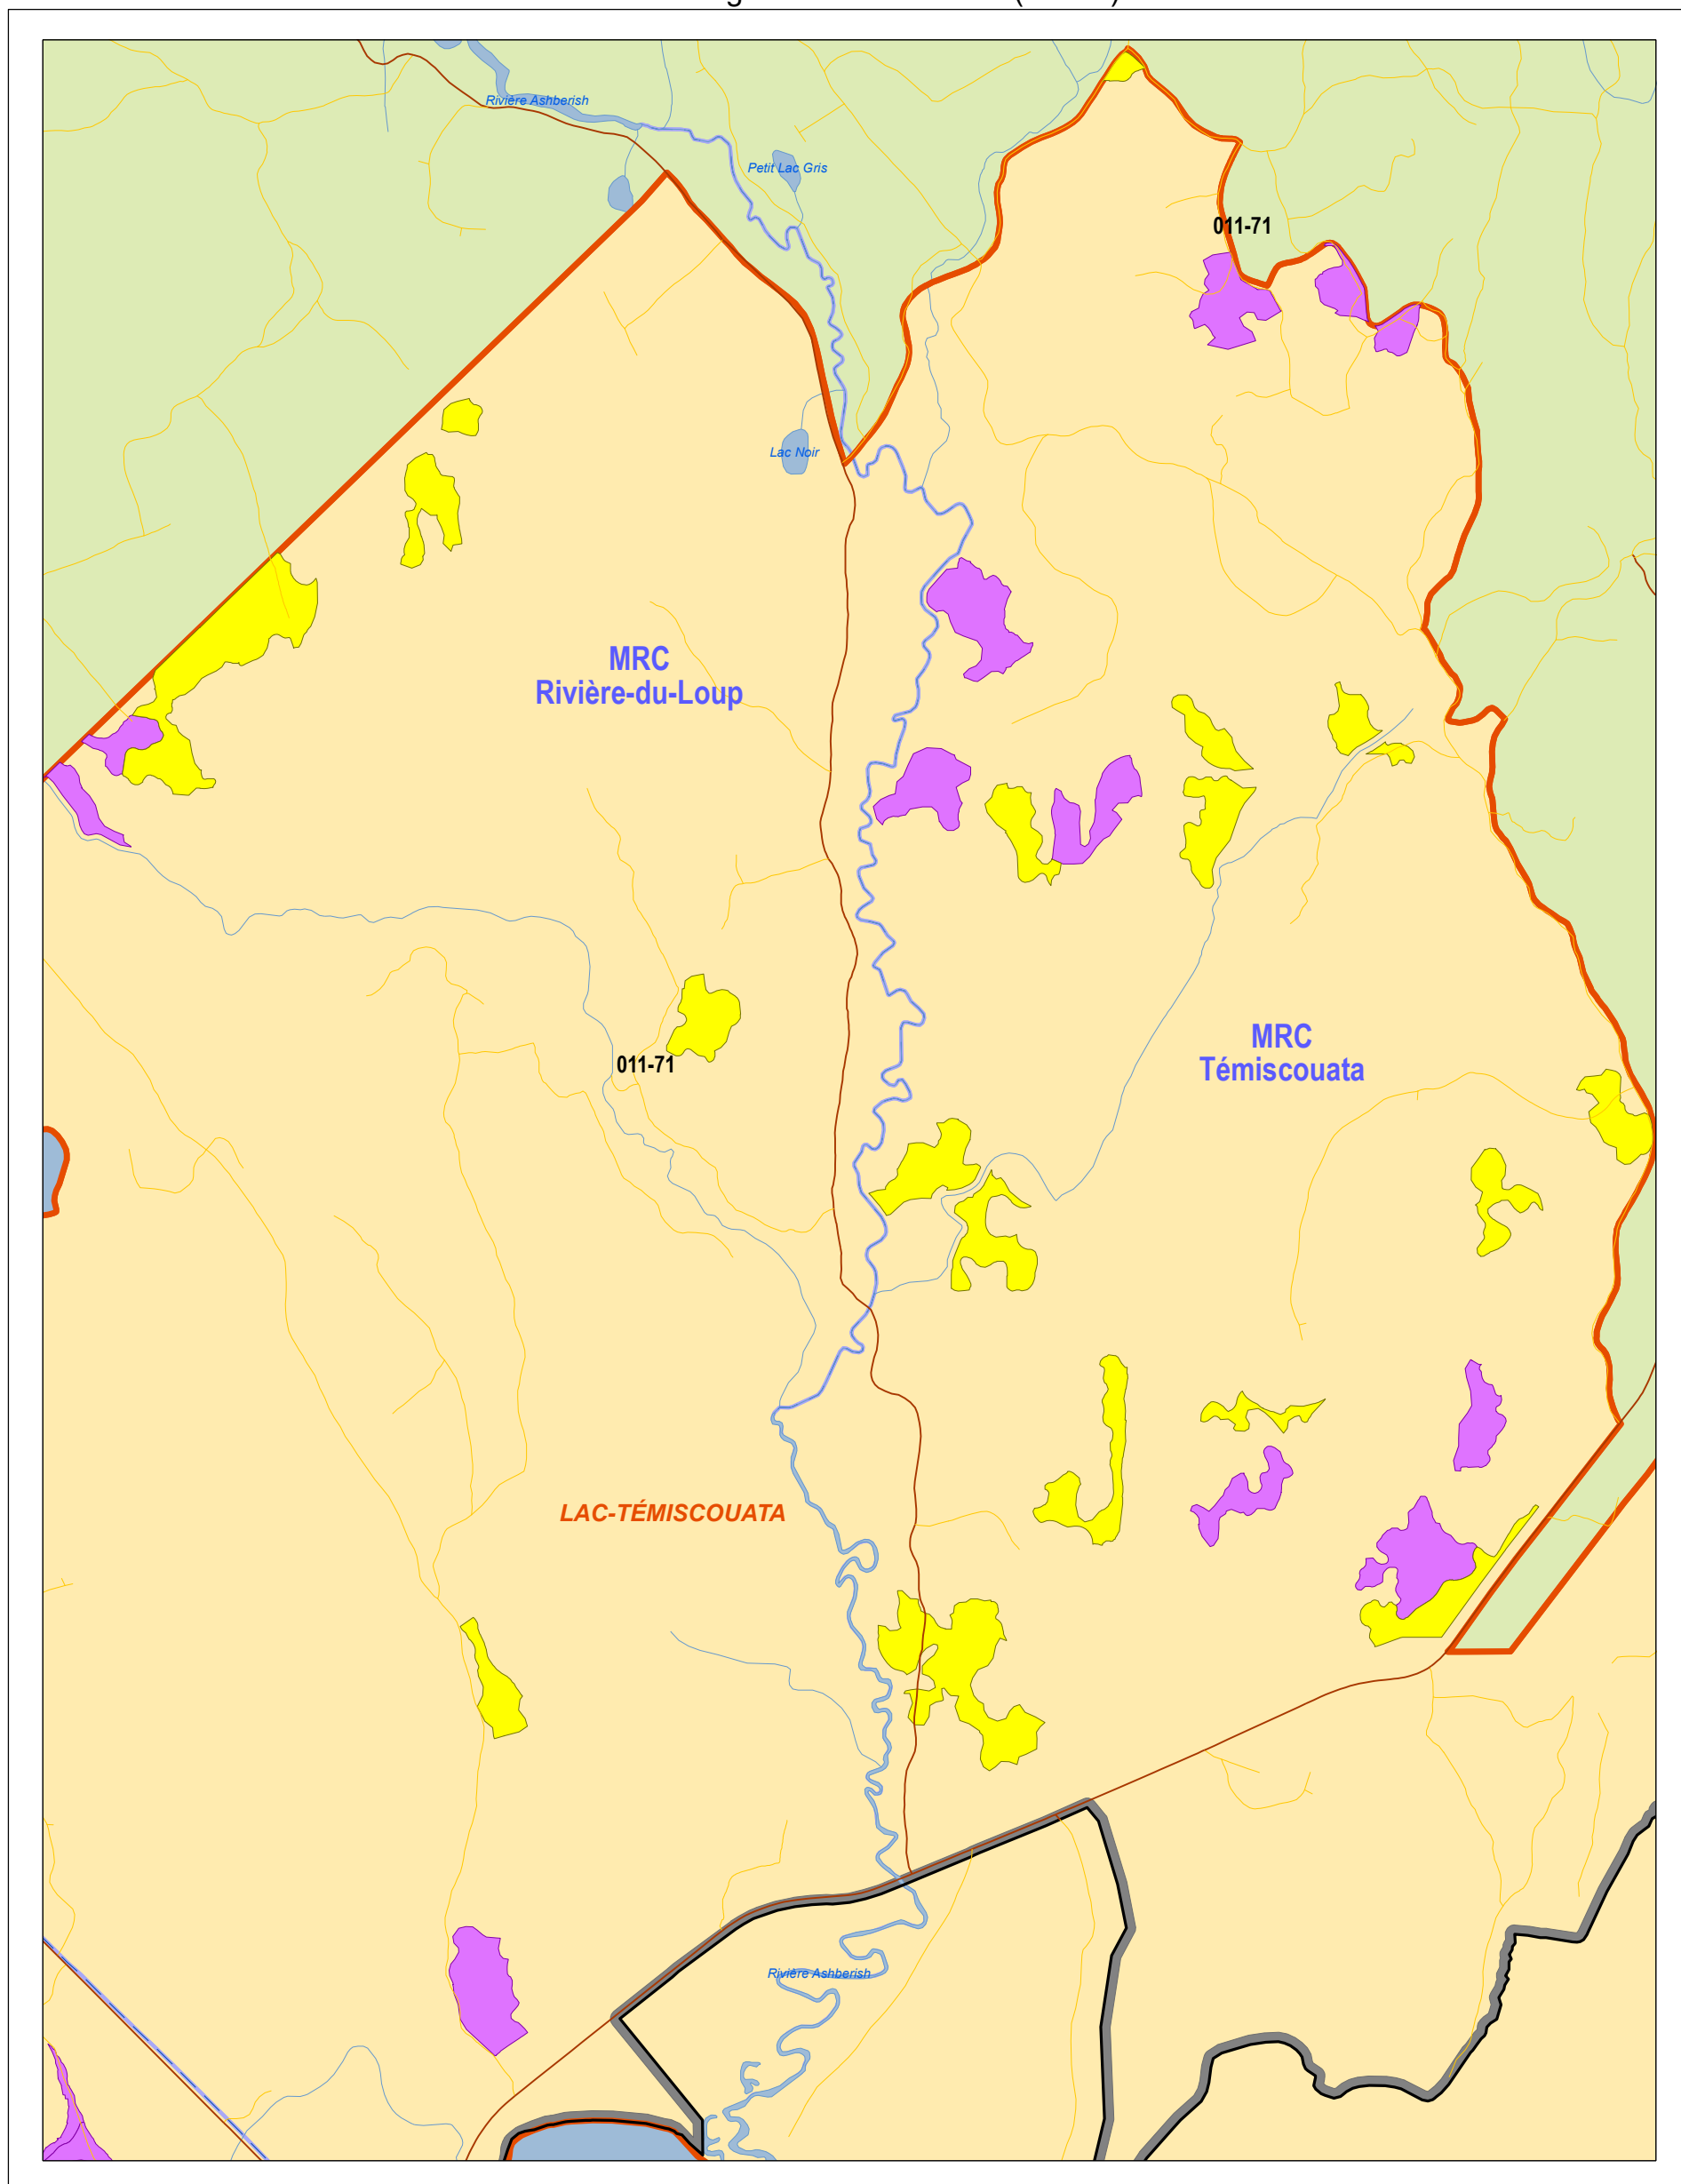 Rivière Ashberish
Petit Lac Gris
011-71
Lac Noir
MRC
Rivière-du-Loup
MRC
Témiscouata
011-71
LAC-TÉMISCOUATA
Rivière Ashberish